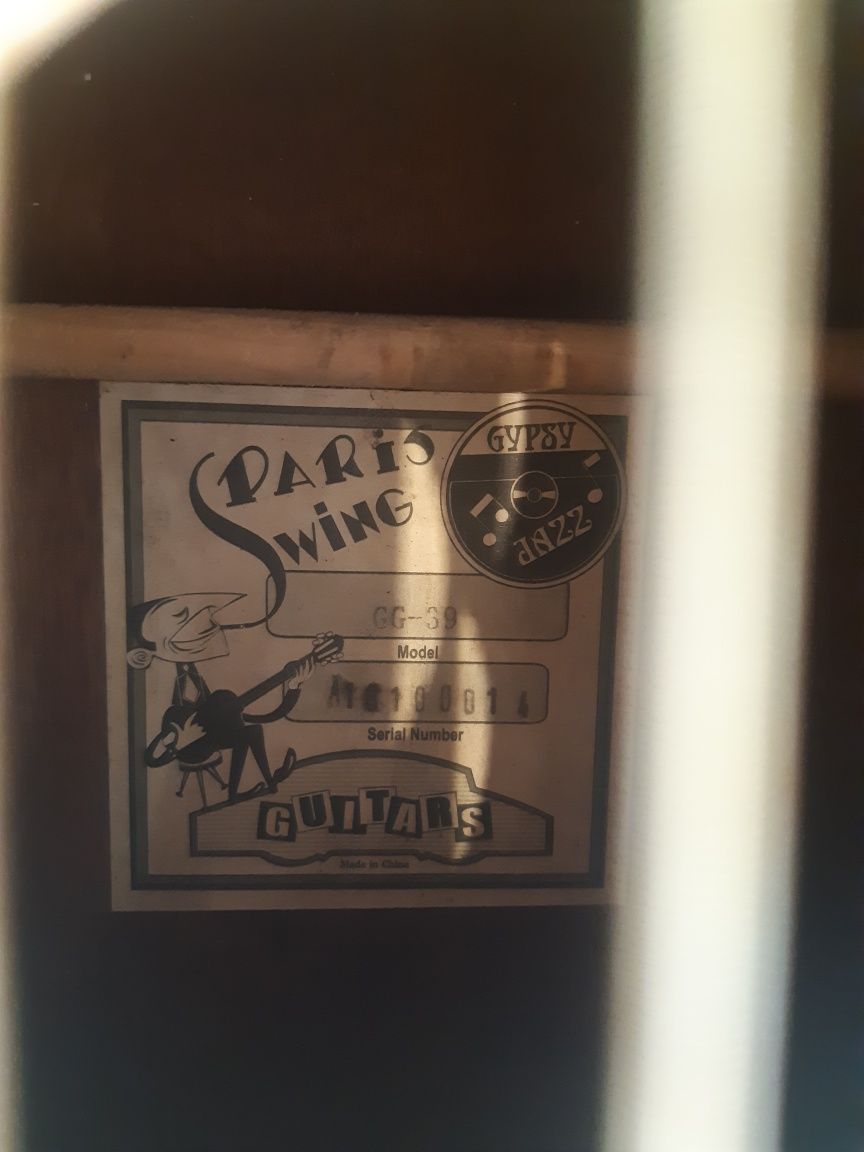 PARIS
SWING
GYPSY
JAZZ
GG-39
Model
Serial Number
GUITARS
Made in China